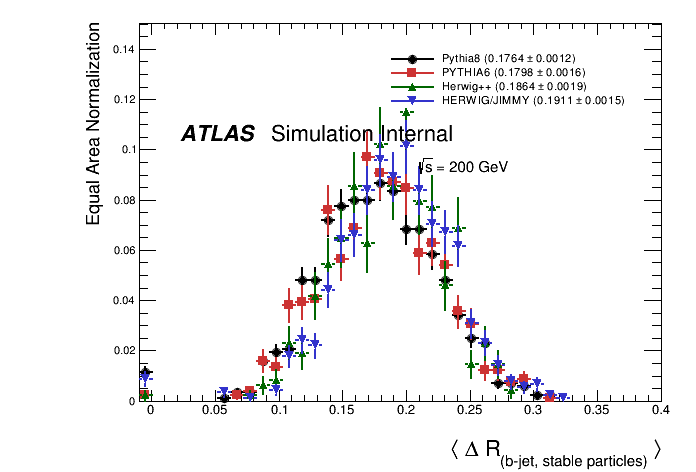 Equal Area Normalization
0.14
0.12
0.1
0.08
0.06
0.04
0.02
0
Pythia8 (0.1764 ± 0.0012)
PYTHIA6 (0.1798 ± 0.0016)
Herwig++ (0.1864 ± 0.0019)
HERWIG/JIMMY (0.1911 ± 0.0015)
ATLAS Simulation Internal
√s = 200 GeV
0 0.05 0.1 0.15 0.2 0.25 0.3 0.35 0.4
⟨ Δ R(b-jet, stable particles) ⟩